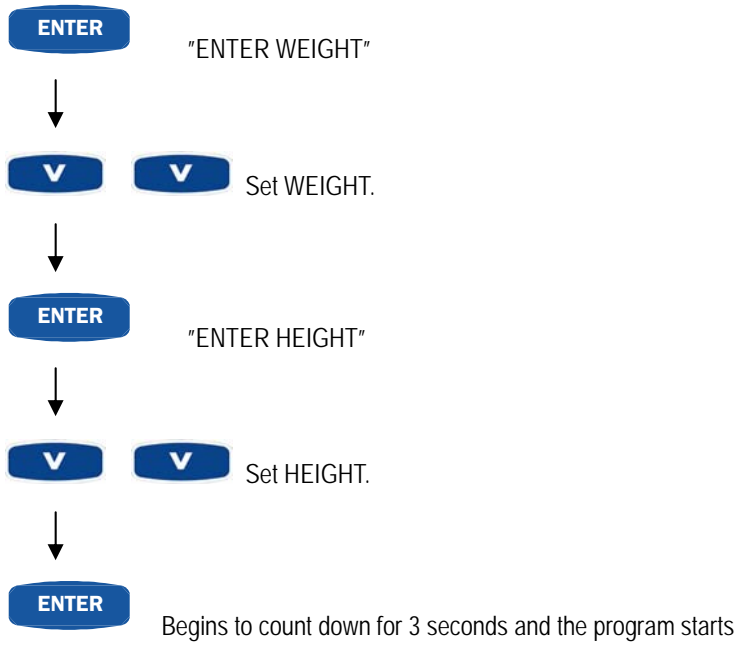 ENTER
"ENTER WEIGHT"
V V Set WEIGHT.
ENTER
"ENTER HEIGHT"
V V Set HEIGHT.
ENTER
Begins to count down for 3 seconds and the program starts